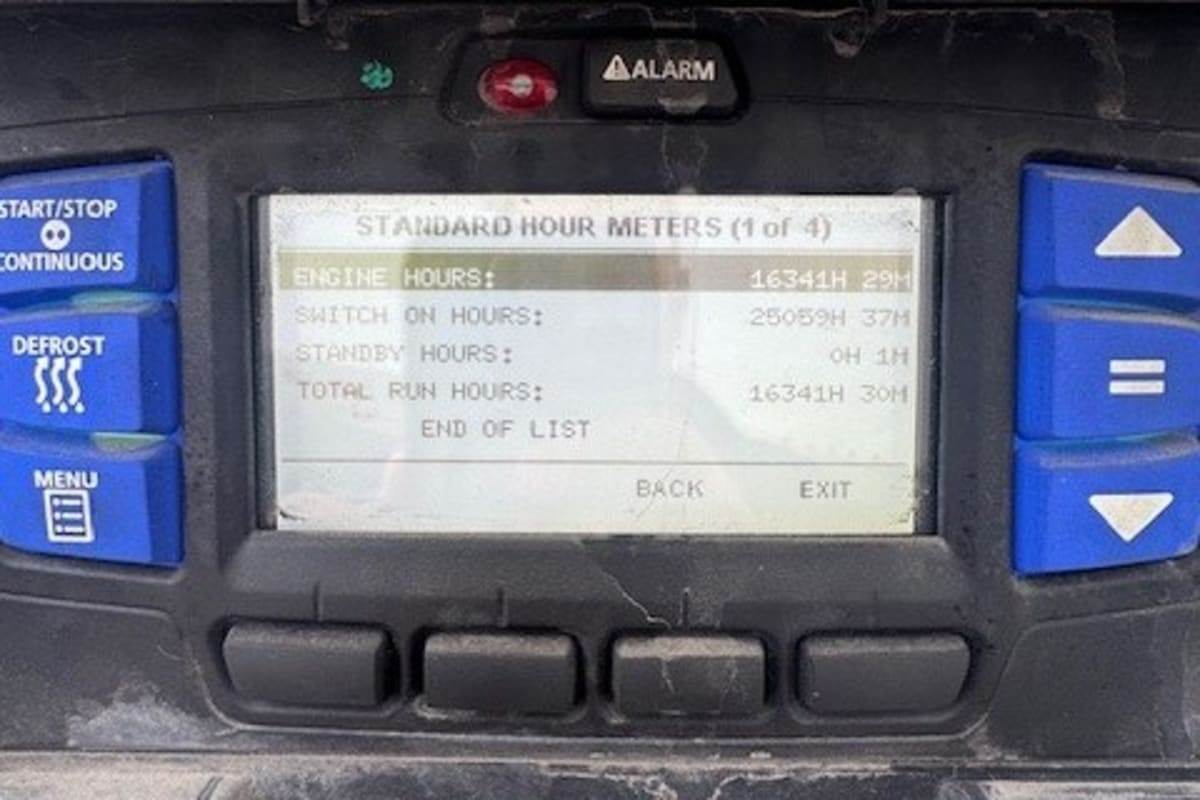 ALARM
START/STOP
CONTINUOUS
DEFROST
MENU
STANDARD HOUR METERS (1 of 4)
ENGINE HOURS: 16341H 29M
SWITCH ON HOURS: 25059H 37M
STANDBY HOURS: 0H 1M
TOTAL RUN HOURS: 16341H 30M
END OF LIST
BACK EXIT